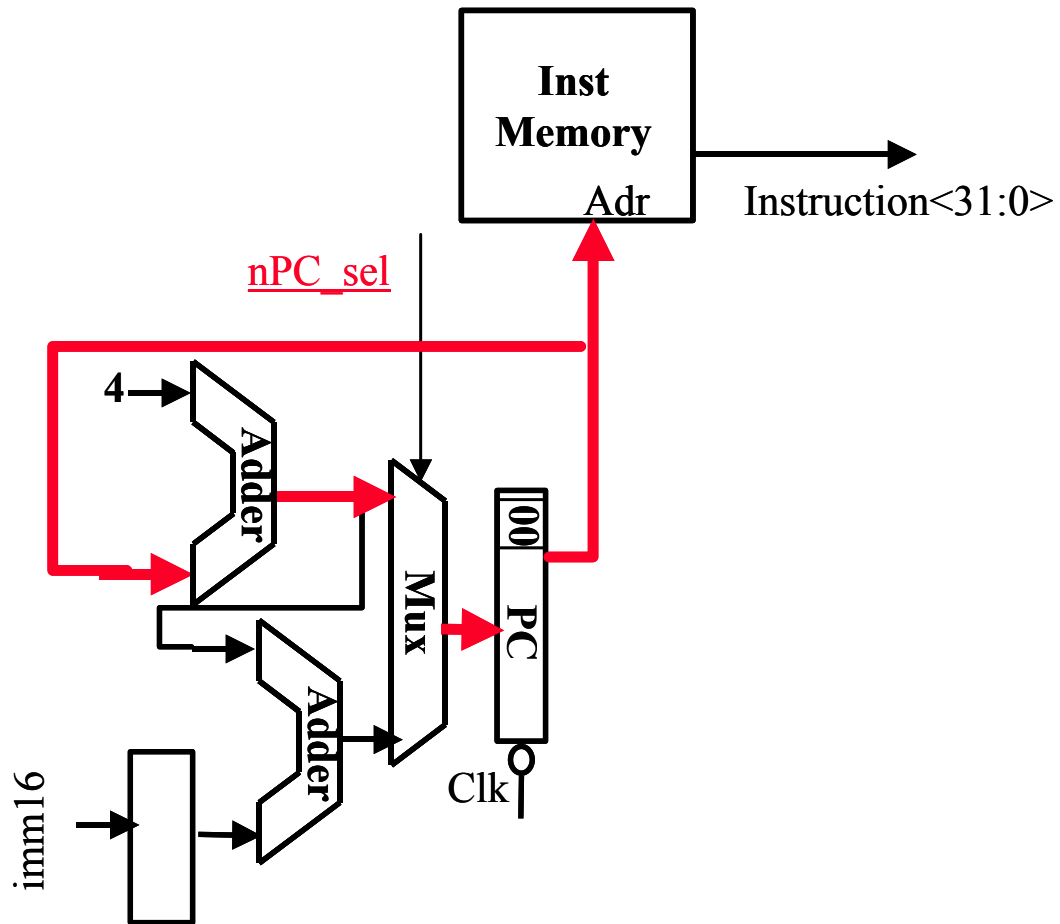 Inst
Memory
Adr
Instruction<31:0>
nPC_sel
4
Adder
00
Mux
PC
Adder
Clk
imm16